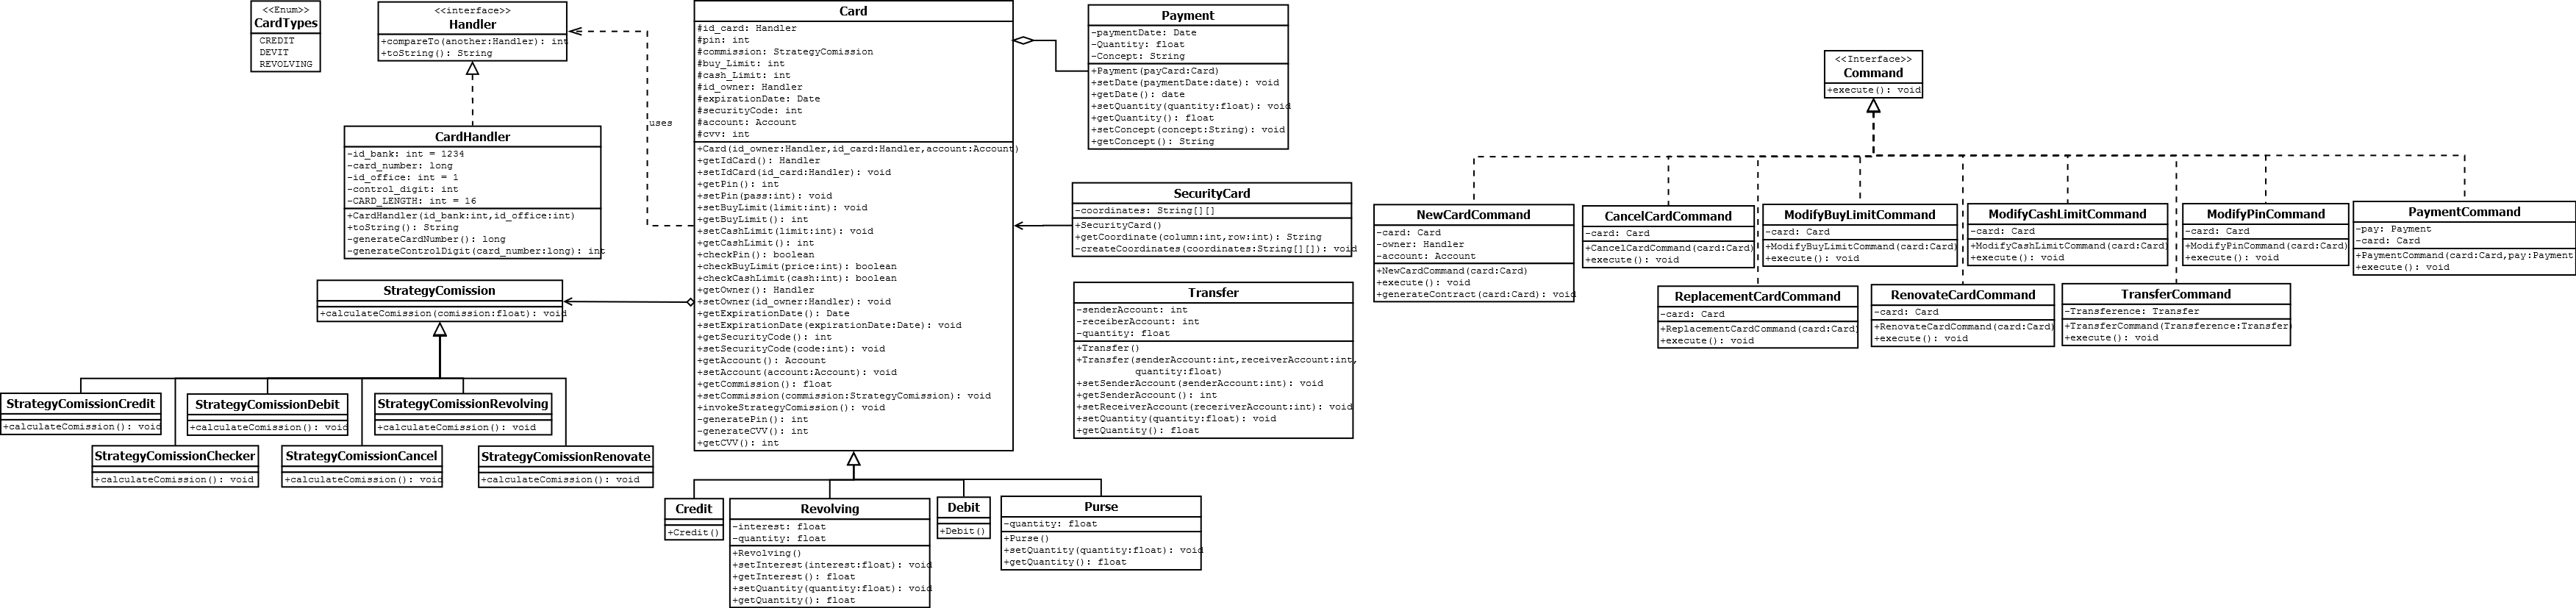 <<Enum>>
CardTypes
CREDIT
DEVIT
REVOLVING
<<interface>>
Handler
+compareTo(another:Handler): int
+toString(): String
CardHandler
-id_bank: int = 1234
-card_number: long
-id_office: int = 1
-control_digit: int
-CARD_LENGTH: int = 16
+CardHandler(id_bank:int,id_office:int)
+toString(): String
-generateCardNumber(): long
-generateControlDigit(card_number:long): int
uses
StrategyComission
+calculateComission(comission:float): void
StrategyComissionCredit
+calculateComission(): void
StrategyComissionDebit
+calculateComission(): void
StrategyComissionRevolving
+calculateComission(): void
StrategyComissionChecker
+calculateComission(): void
StrategyComissionCancel
+calculateComission(): void
StrategyComissionRenovate
+calculateComission(): void
Card
#id_card: Handler
#pin: int
#commission: StrategyComission
#buy_Limit: int
#cash_Limit: int
#id_owner: Handler
#expirationDate: Date
#securityCode: int
#account: Account
#cvv: int
+Card(id_owner:Handler,id_card:Handler,account:Account)
+getIdCard(): Handler
+setIdCard(id_card:Handler): void
+getPin(): int
+setPin(pass:int): void
+setBuyLimit(limit:int): void
+getBuyLimit(): int
+setCashLimit(limit:int): void
+getCashLimit(): int
+checkPin(): boolean
+checkBuyLimit(price:int): boolean
+checkCashLimit(cash:int): boolean
+getOwner(): Handler
+setOwner(id_owner:Handler): void
+getExpirationDate(): Date
+setExpirationDate(expirationDate:Date): void
+getSecurityCode(): int
+setSecurityCode(code:int): void
+getAccount(): Account
+setAccount(account:Account): void
+getCommission(): float
+setCommission(commission:StrategyComission): void
+invokeStrategyComission(): void
-generatePin(): int
-generateCVV(): int
+getCVV(): int
Credit
+Credit()
Revolving
-interest: float
-quantity: float
+Revolving()
+setInterest(interest:float): void
+getInterest(): float
+setQuantity(quantity:float): void
+getQuantity(): float
Debit
+Debit()
Purse
-quantity: float
+Purse()
+setQuantity(quantity:float): void
+getQuantity(): float
Payment
-paymentDate: Date
-Quantity: float
-Concept: String
+Payment(payCard:Card)
+setDate(paymentDate:date): void
+getDate(): date
+setQuantity(quantity:float): void
+getQuantity(): float
+setConcept(concept:String): void
+getConcept(): String
SecurityCard
-coordinates: String[][]
+SecurityCard()
+getCoordinate(column:int,row:int): String
-createCoordinates(coordinates:String[][]): void
Transfer
-senderAccount: int
-receiberAccount: int
-quantity: float
+Transfer()
+Transfer(senderAccount:int,receiverAccount:int,
quantity:float)
+setSenderAccount(senderAccount:int): void
+getSenderAccount(): int
+setReceiverAccount(receriverAccount:int): void
+setQuantity(quantity:float): void
+getQuantity(): float
<<Interface>>
Command
+execute(): void
NewCardCommand
-card: Card
-owner: Handler
-account: Account
+NewCardCommand(card:Card)
+execute(): void
+generateContract(card:Card): void
CancelCardCommand
-card: Card
+CancelCardCommand(card:Card)
+execute(): void
ModifyBuyLimitCommand
-card: Card
+ModifyBuyLimitCommand(card:Card)
+execute(): void
ModifyCashLimitCommand
-card: Card
+ModifyCashLimitCommand(card:Card)
+execute(): void
ModifyPinCommand
-card: Card
+ModifyPinCommand(card:Card)
+execute(): void
PaymentCommand
-pay: Payment
-card: Card
+PaymentCommand(card:Card,pay:Payment
+execute(): void
ReplacementCardCommand
-card: Card
+ReplacementCardCommand(card:Card)
+execute(): void
RenovateCardCommand
-card: Card
+RenovateCardCommand(card:Card)
+execute(): void
TransferCommand
-Transference: Transfer
+TransferCommand(Transference:Transfer)
+execute(): void